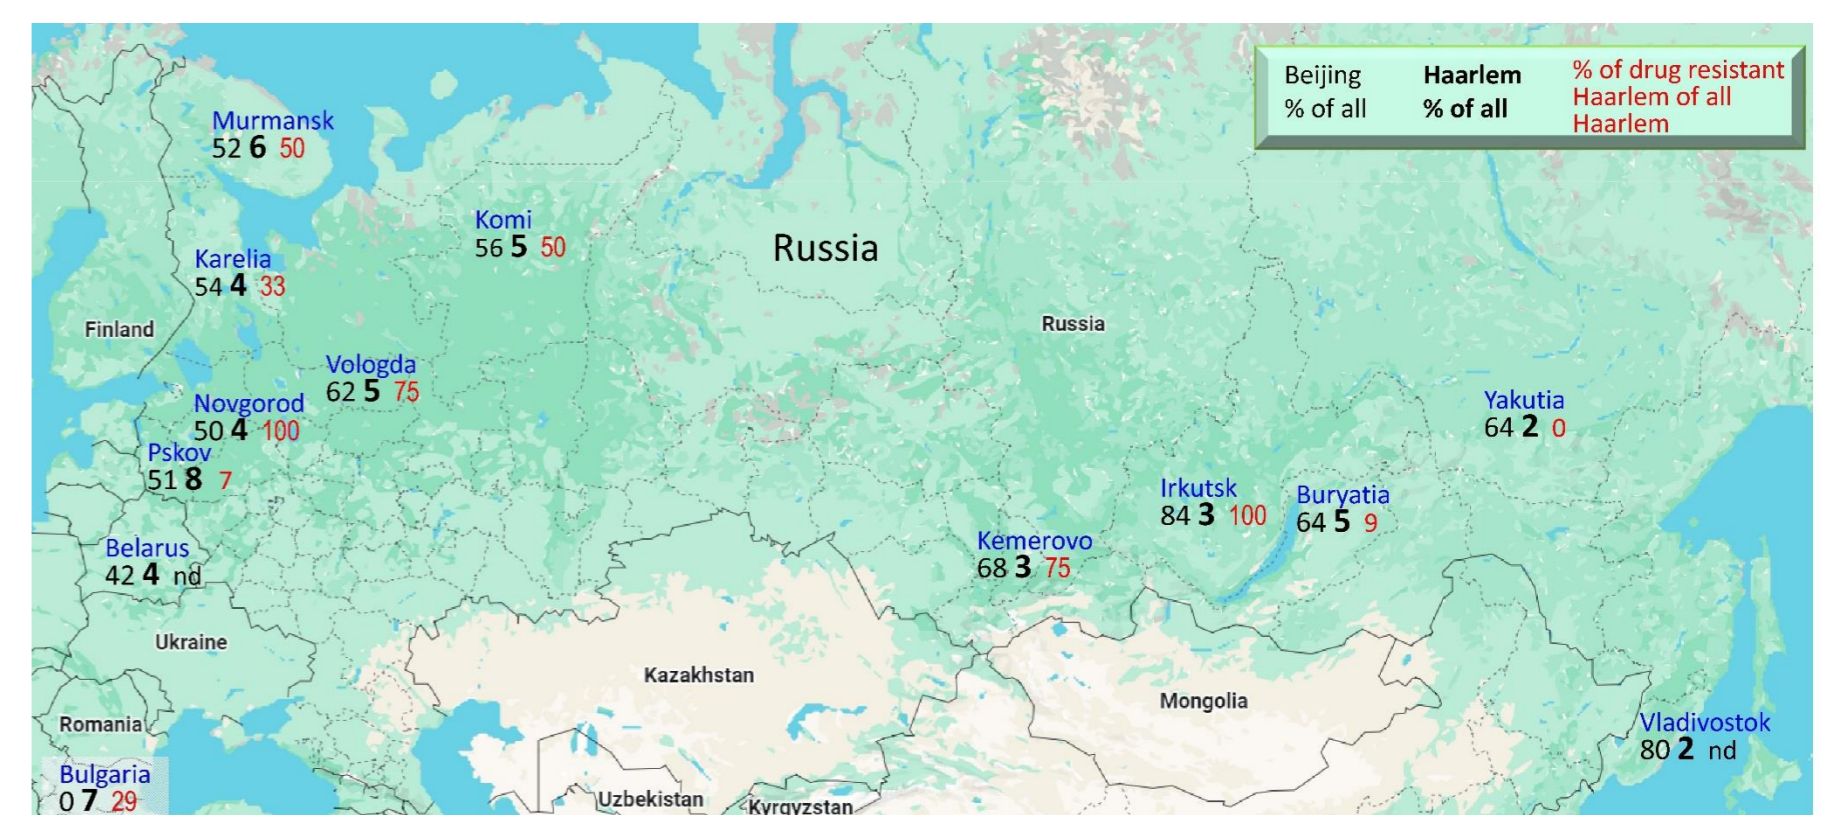 Beijing
% of all
Haarlem
% of all
% of drug resistant
Haarlem of all
Haarlem
Murmansk
52 6 50
Komi
56 5 50
Russia
Karelia
54 4 33
Finland
Russia
Vologda
62 5 75
Novgorod
50 4 100
Yakutia
64 2 0
Pskov
51 8 7
Irkutsk
84 3 100
Buryatia
64 5 9
Belarus
42 4 nd
Kemerovo
68 3 75
Ukraine
Kazakhstan
Mongolia
Romania
Vladivostok
80 2 nd
Bulgaria
0 7 29
Uzbekistan
Kyrgyzstan